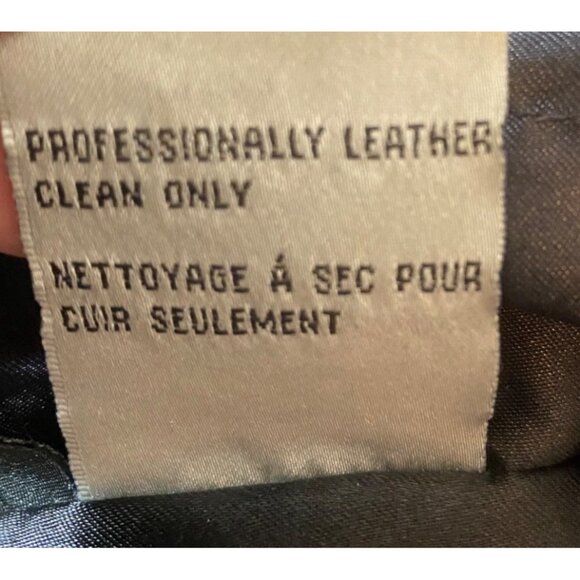 PROFESSIONALLY LEATHER
CLEAN ONLY
NETTOYAGE Á SEC POUR
CUIR SEULEMENT